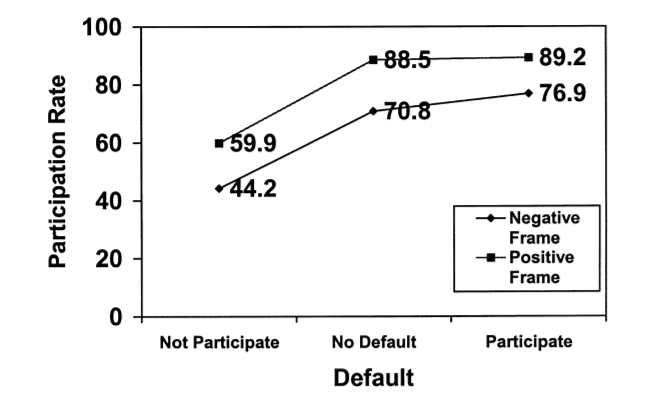 100
80
60
40
20
0
Participation Rate
88.5
89.2
70.8
76.9
59.9
44.2
Negative
Frame
Positive
Frame
Not Participate
No Default
Participate
Default